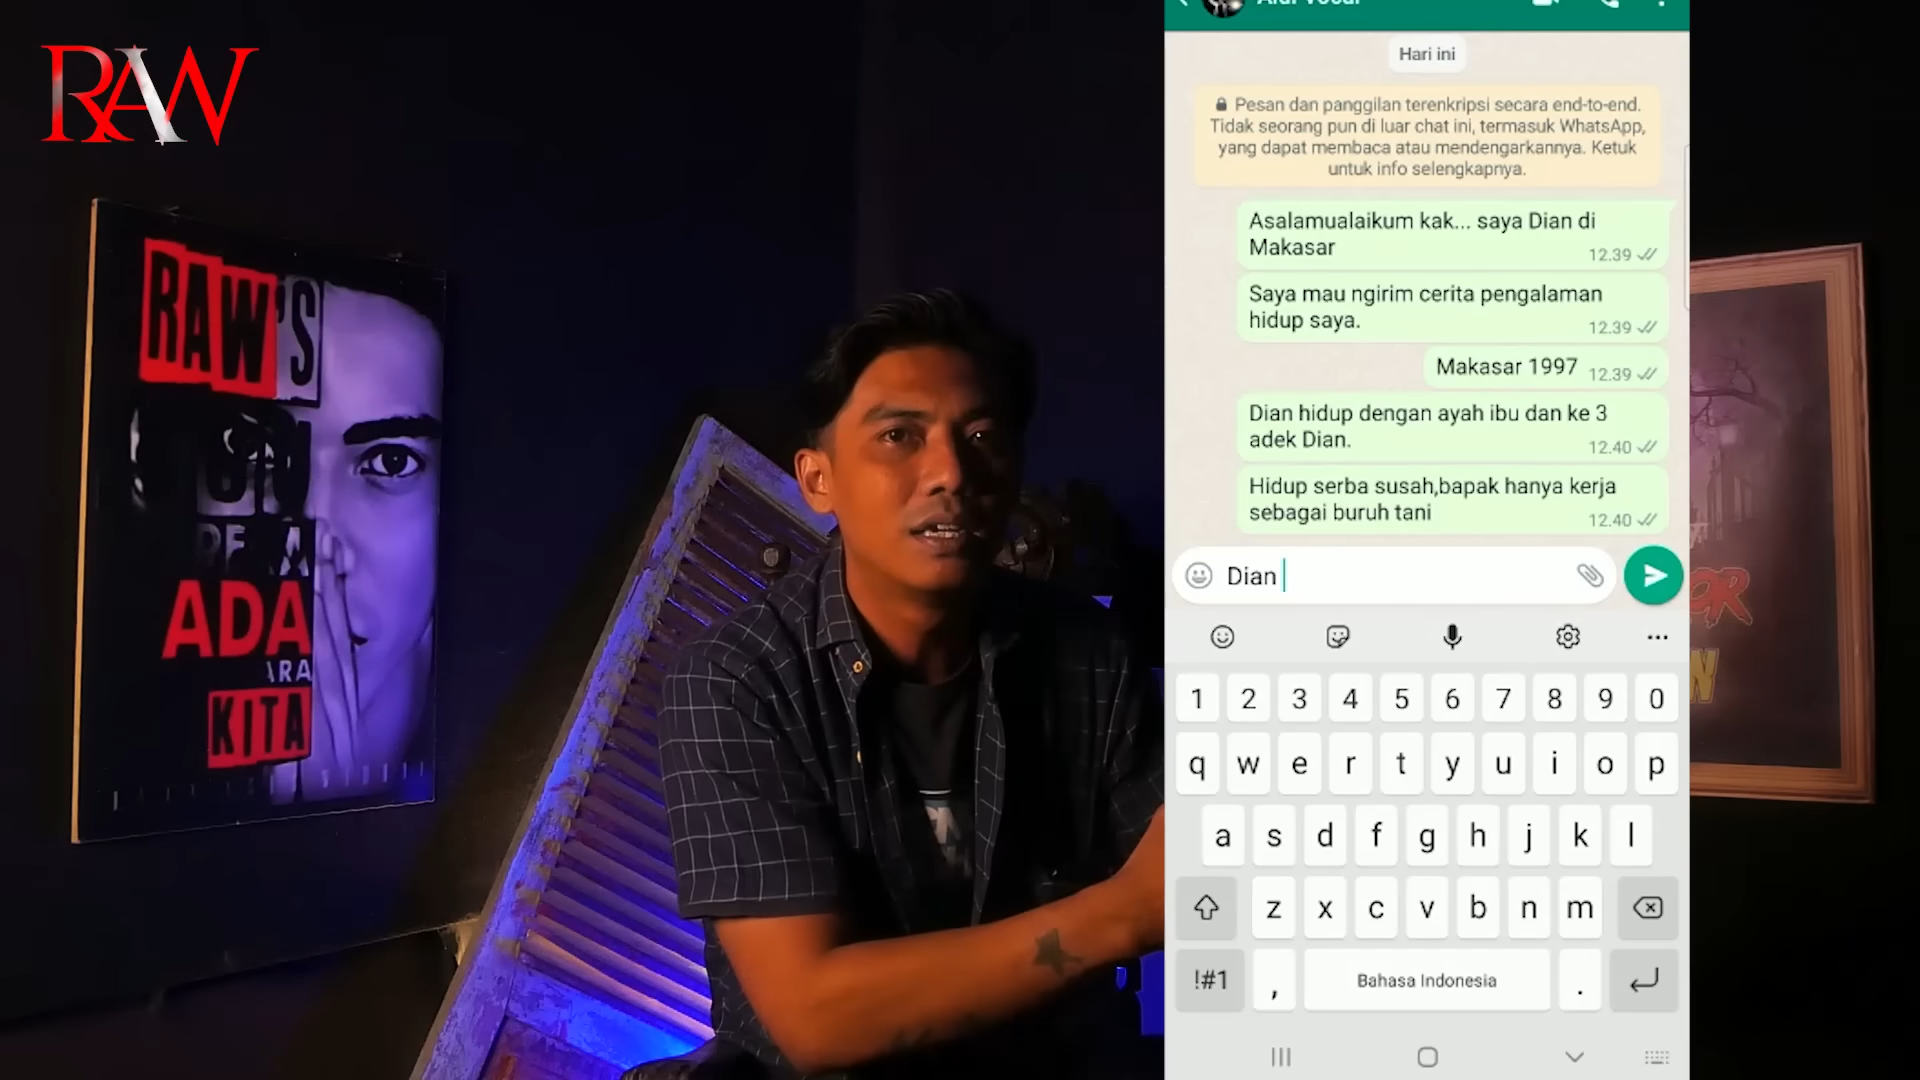 RAW
RAW'S
ADA
ARA
KITA
Hari ini
Pesan dan panggilan terenkripsi secara end-to-end.
Tidak seorang pun di luar chat ini, termasuk WhatsApp,
yang dapat membaca atau mendengarkannya. Ketuk
untuk info selengkapnya.
Asalamualaikum kak... saya Dian di
Makasar
12.39
Saya mau ngirim cerita pengalaman
hidup saya.
12.39
Makasar 1997 12.39
Dian hidup dengan ayah ibu dan ke 3
adek Dian.
12.40
Hidup serba susah,bapak hanya kerja
sebagai buruh tani
12.40
Dian
1 2 3 4 5 6 7 8 9 0
q w e r t y u i o p
a s d f g h j k l
z x c v b n m
!#1 , Bahasa Indonesia .
OR
W